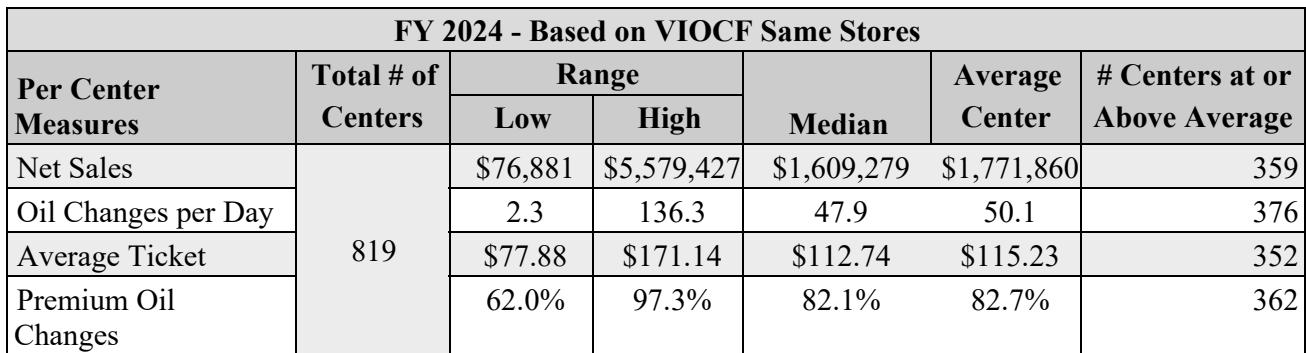 FY 2024 - Based on VIOCF Same Stores
Per Center Measures Total # of Centers Range Low High Median Average Center # Centers at or Above Average
Net Sales $76,881 $5,579,427 $1,609,279 $1,771,860 359
Oil Changes per Day 2.3 136.3 47.9 50.1 376
819
Average Ticket $77.88 $171.14 $112.74 $115.23 352
Premium Oil 62.0% 97.3% 82.1% 82.7% 362
Changes